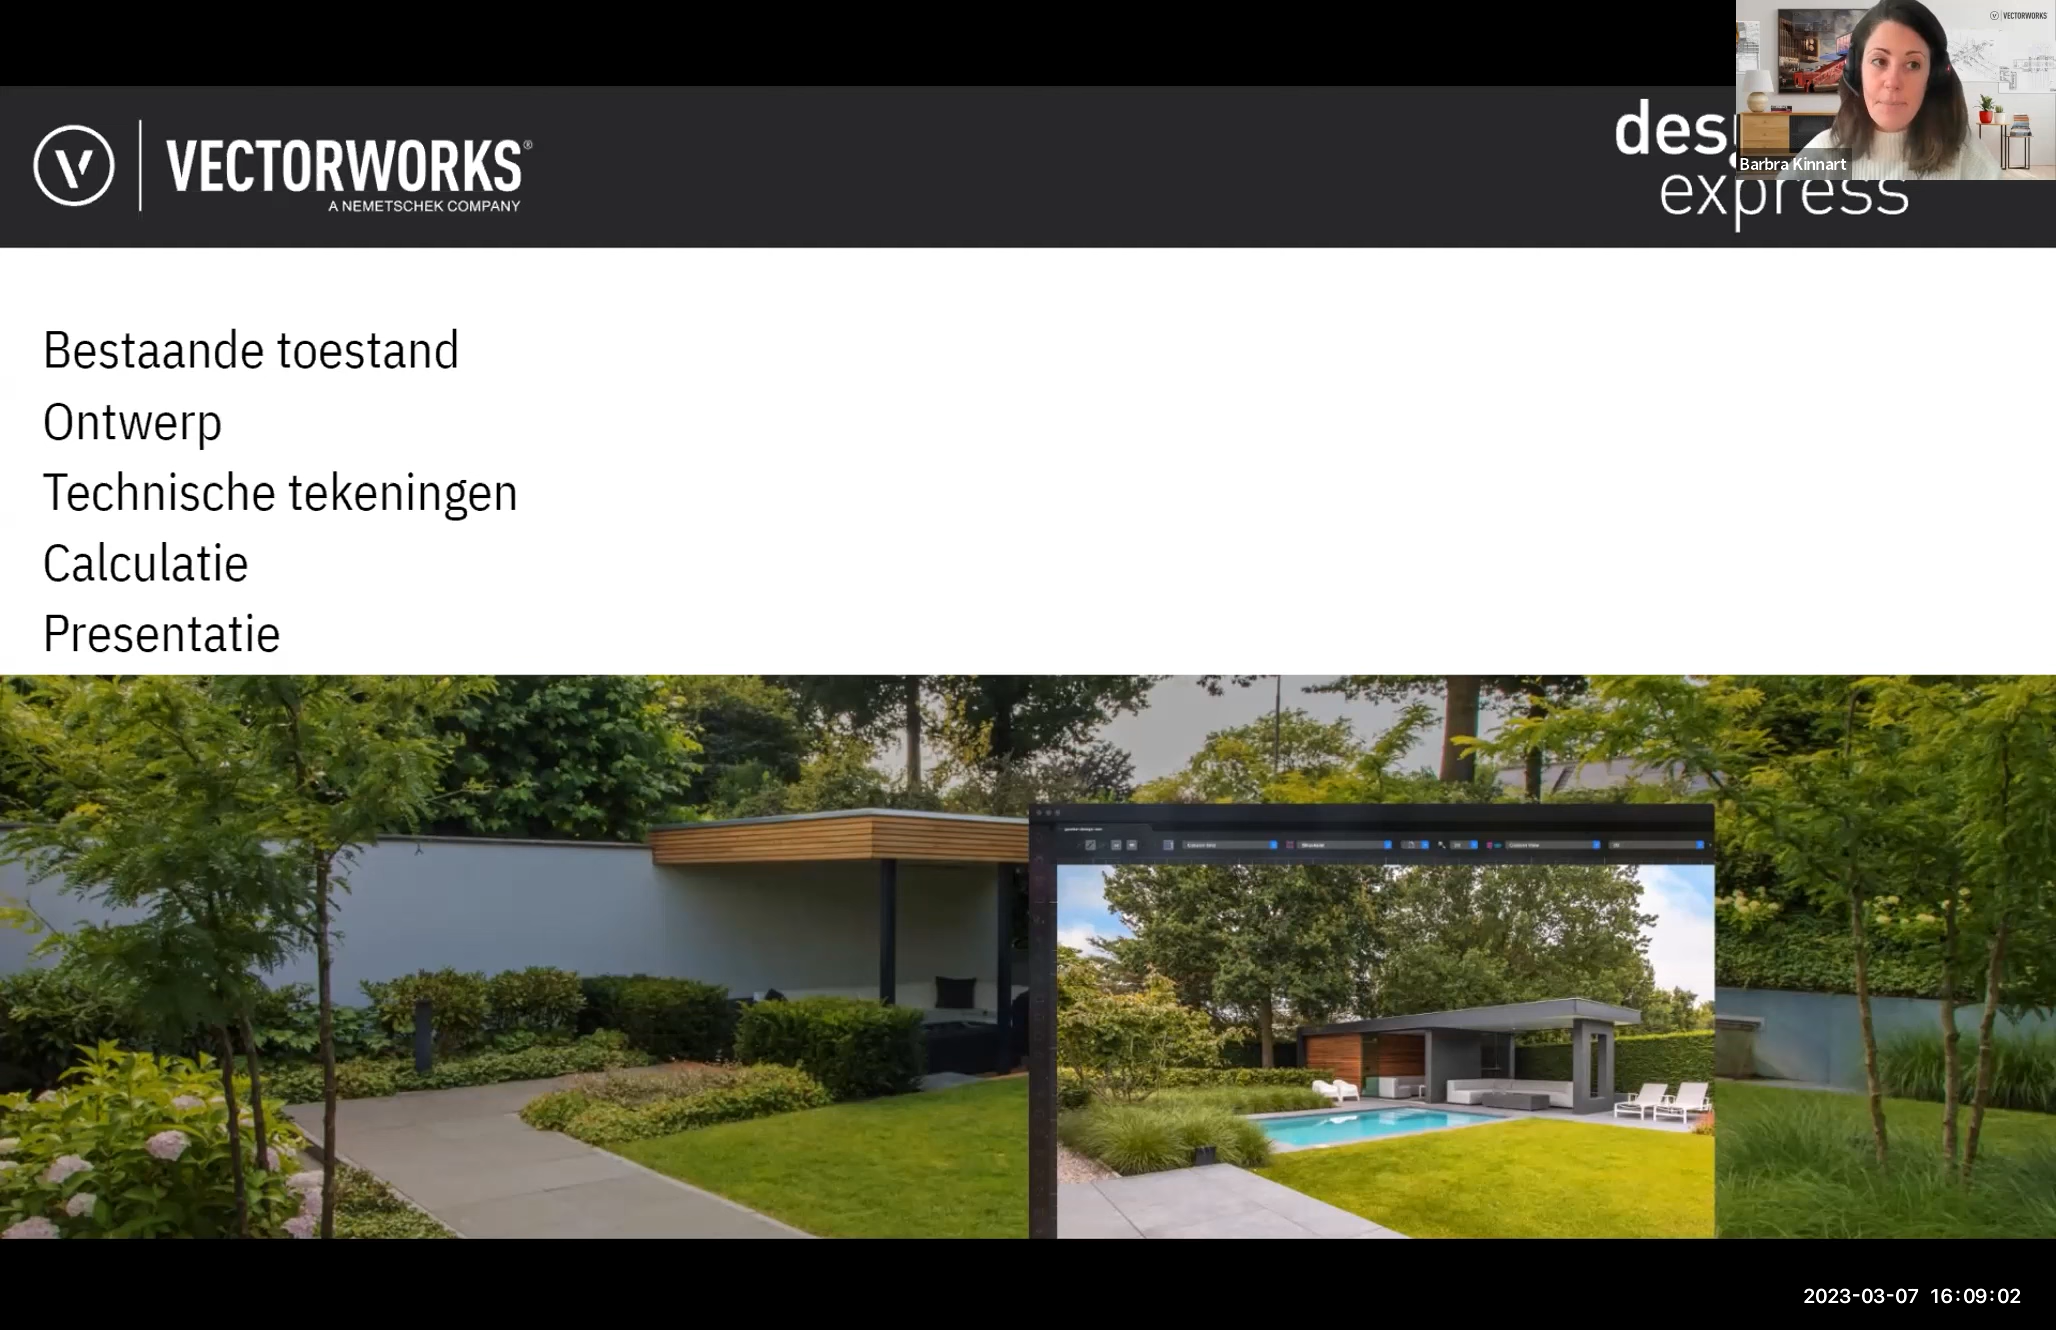 VECTORWORKS®
A NEMETSCHEK COMPANY
express
VECTORWORKS
Barbra Kinnart
Bestaande toestand
Ontwerp
Technische tekeningen
Calculatie
Presentatie
2023-03-07 16:09:02